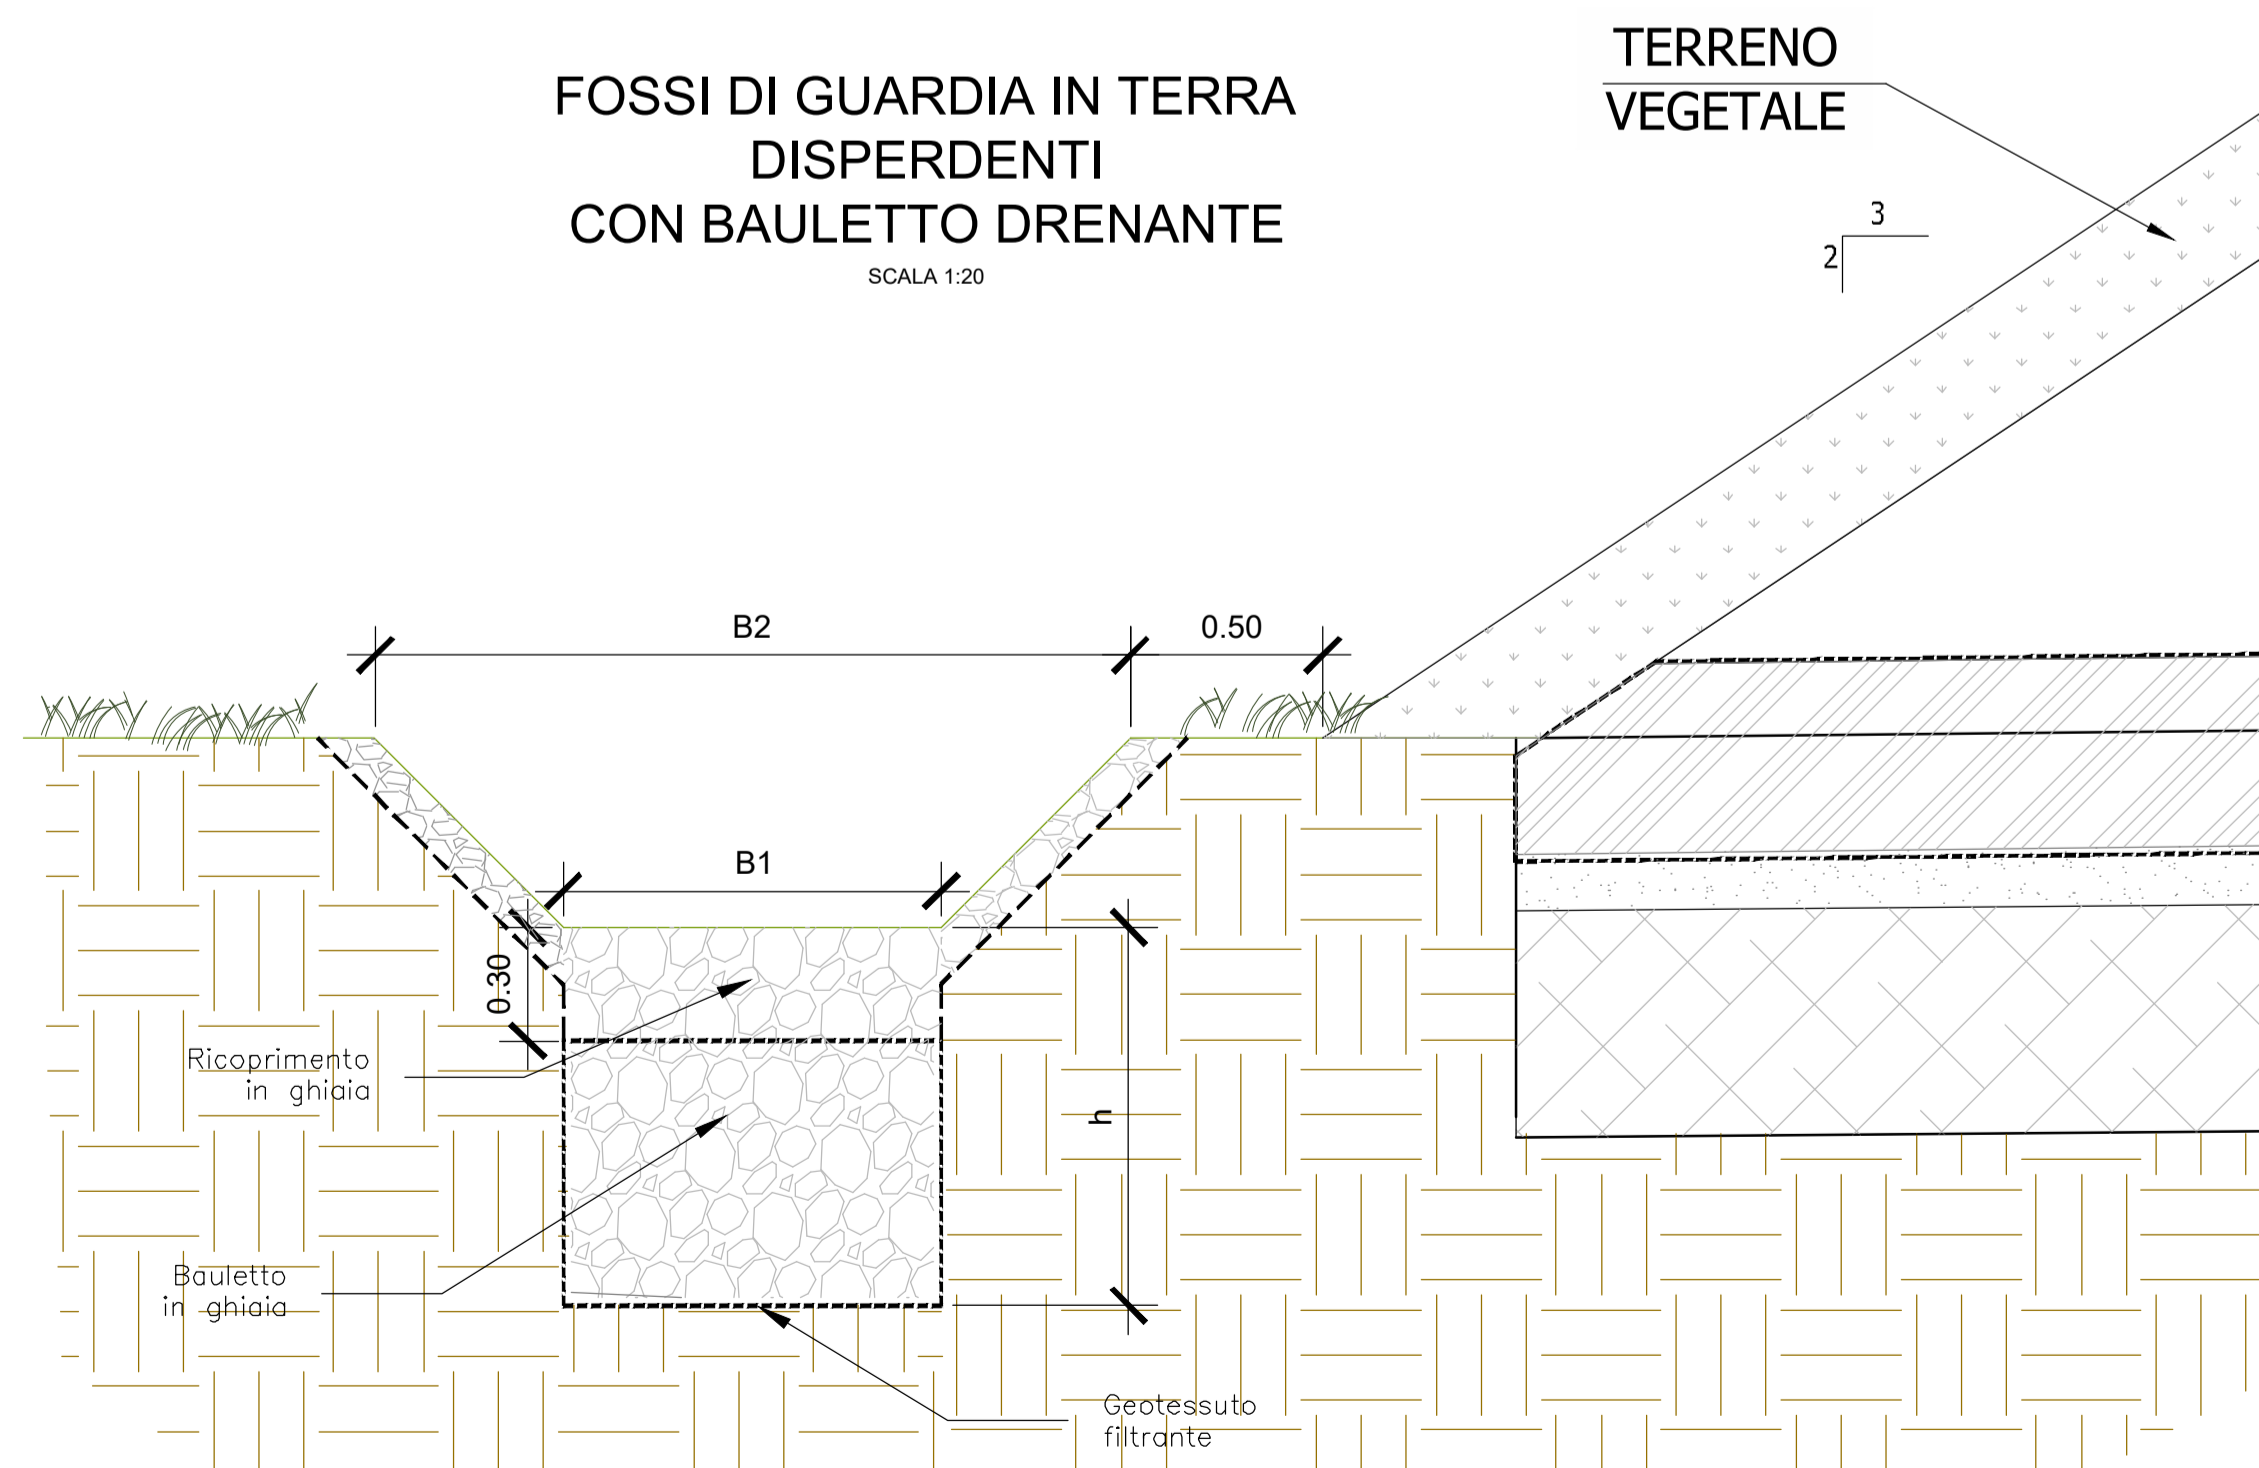 FOSSI DI GUARDIA IN TERRA
DISPERDENTI
CON BAULETTO DRENANTE
SCALA 1:20
TERRENO
VEGETALE
3
2
B2
0.50
B1
0.30
h
Ricoprimento
in ghiaia
Bauletto
in ghiaia
Geotessuto
filtrante